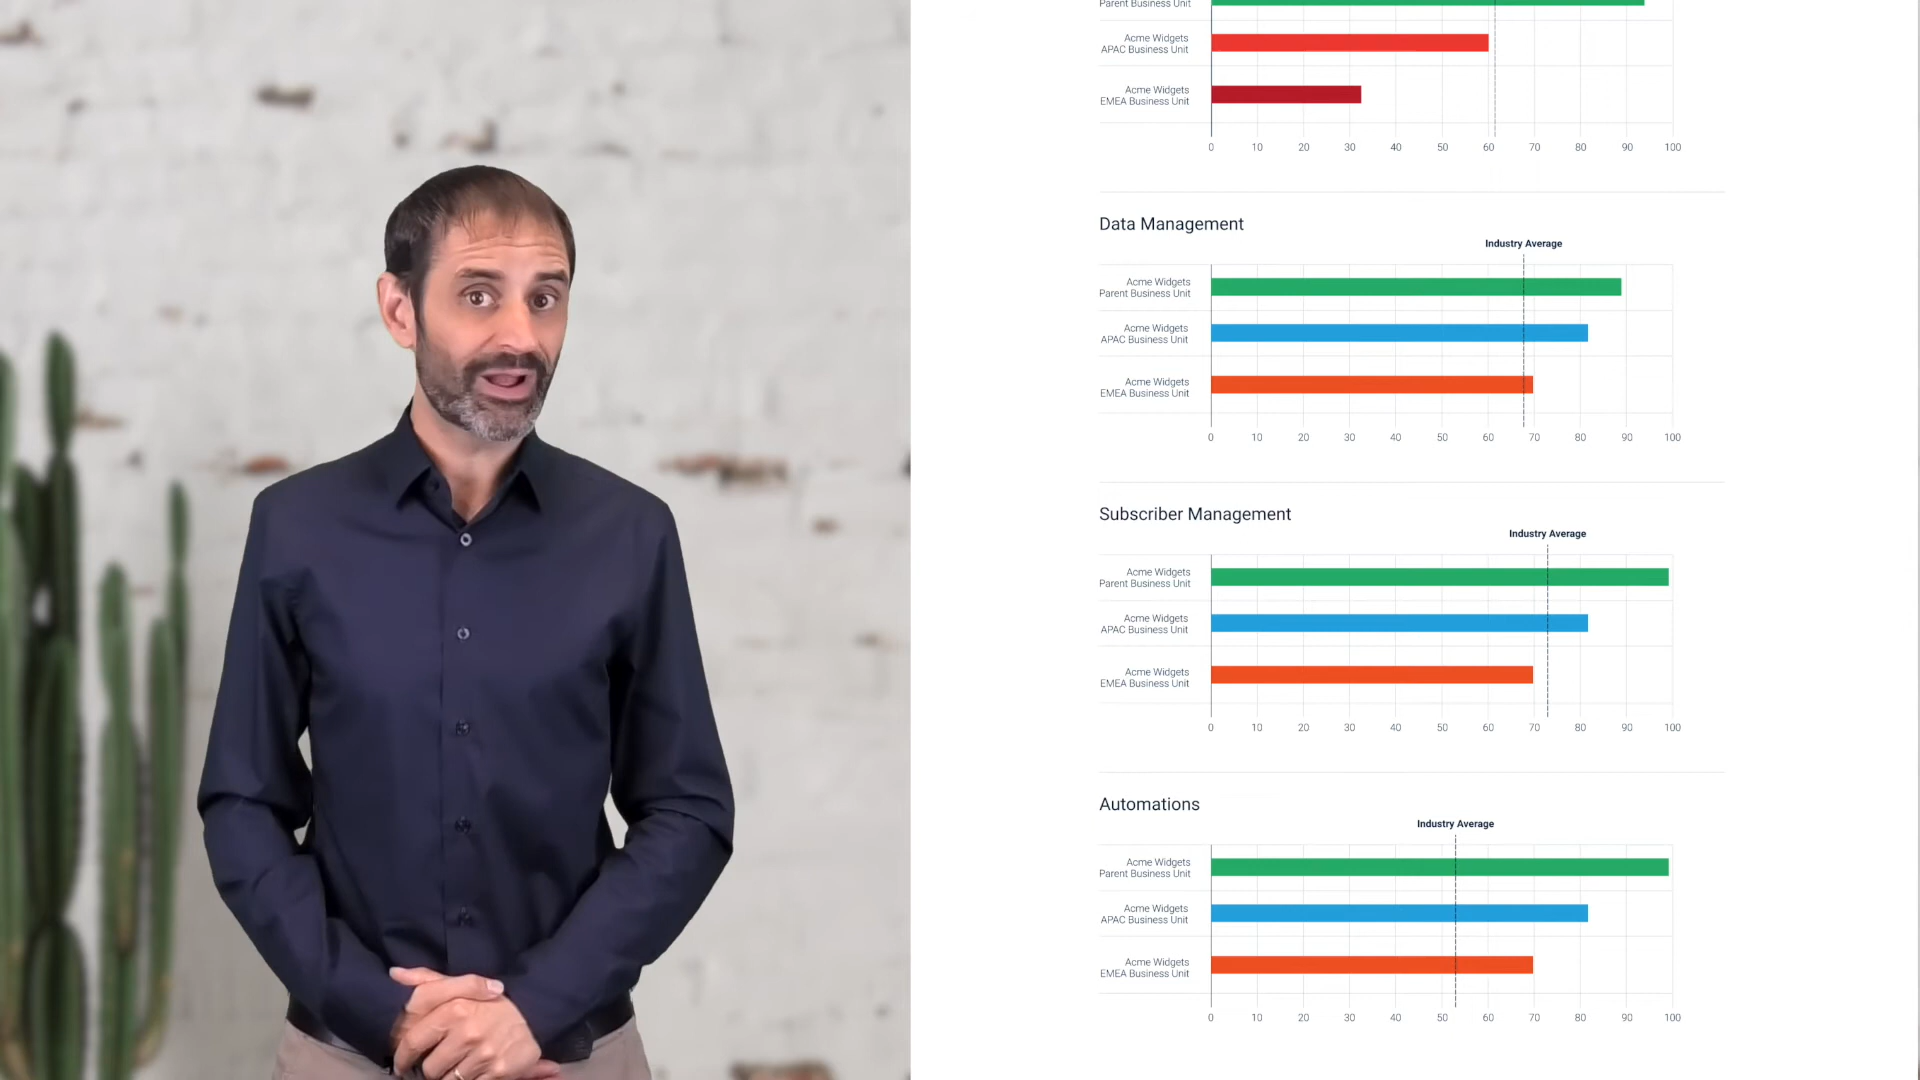 Parent Business Unit
Acme Widgets
APAC Business Unit
Acme Widgets
EMEA Business Unit
0 10 20 30 40 50 60 70 80 90 100
Data Management
Industry Average
Acme Widgets
Parent Business Unit
Acme Widgets
APAC Business Unit
Acme Widgets
EMEA Business Unit
0 10 20 30 40 50 60 70 80 90 100
Subscriber Management
Industry Average
Acme Widgets
Parent Business Unit
Acme Widgets
APAC Business Unit
Acme Widgets
EMEA Business Unit
0 10 20 30 40 50 60 70 80 90 100
Automations
Industry Average
Acme Widgets
Parent Business Unit
Acme Widgets
APAC Business Unit
Acme Widgets
EMEA Business Unit
0 10 20 30 40 50 60 70 80 90 100